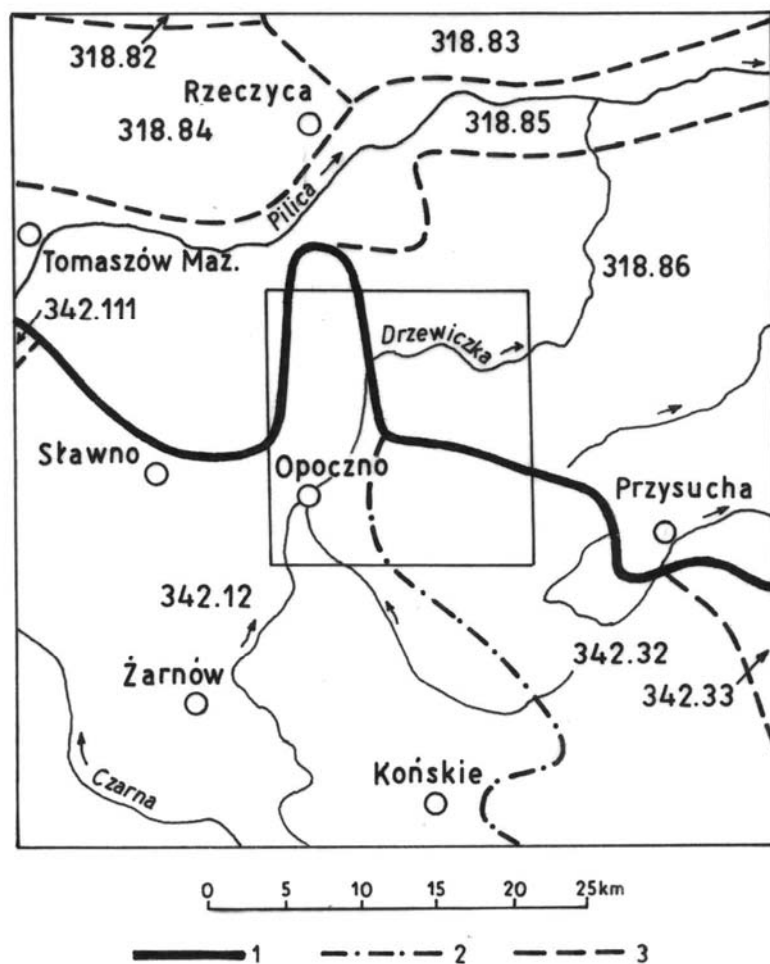 318.82
318.83
Rzeczyca
318.84
318.85
Pilica
Tomaszów Maz.
318.86
342.111
Drzewiczka
Sławno
Opoczno
Przysucha
342.12
342.32
Żarnów
342.33
Końskie
Czarna
0 5 10 15 20 25km
1 2 3